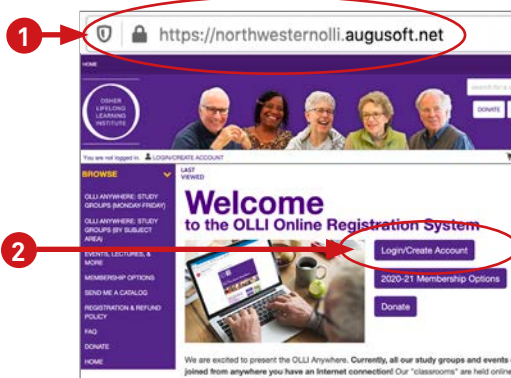 1
https://northwesternolli.augusoft.net
HOME
search for a
OSHER
LIFELONG
LEARNING
INSTITUTE
DONATE
You are not logged in. LOGIN/CREATE ACCOUNT
BROWSE
LAST
VIEWED
OLLI ANYWHERE: STUDY
GROUPS (MONDAY-FRIDAY)
OLLI ANYWHERE: STUDY
GROUPS (BY SUBJECT
AREA)
EVENTS, LECTURES, &
MORE
MEMBERSHIP OPTIONS
SEND ME A CATALOG
REGISTRATION & REFUND
POLICY
FAQ
DONATE
HOME
Welcome
to the OLLI Online Registration System
2
Login/Create Account
2020-21 Membership Options
Donate
We are excited to present the OLLI Anywhere. Currently, all our study groups and events
joined from anywhere you have an Internet connection! Our "classrooms" are held online